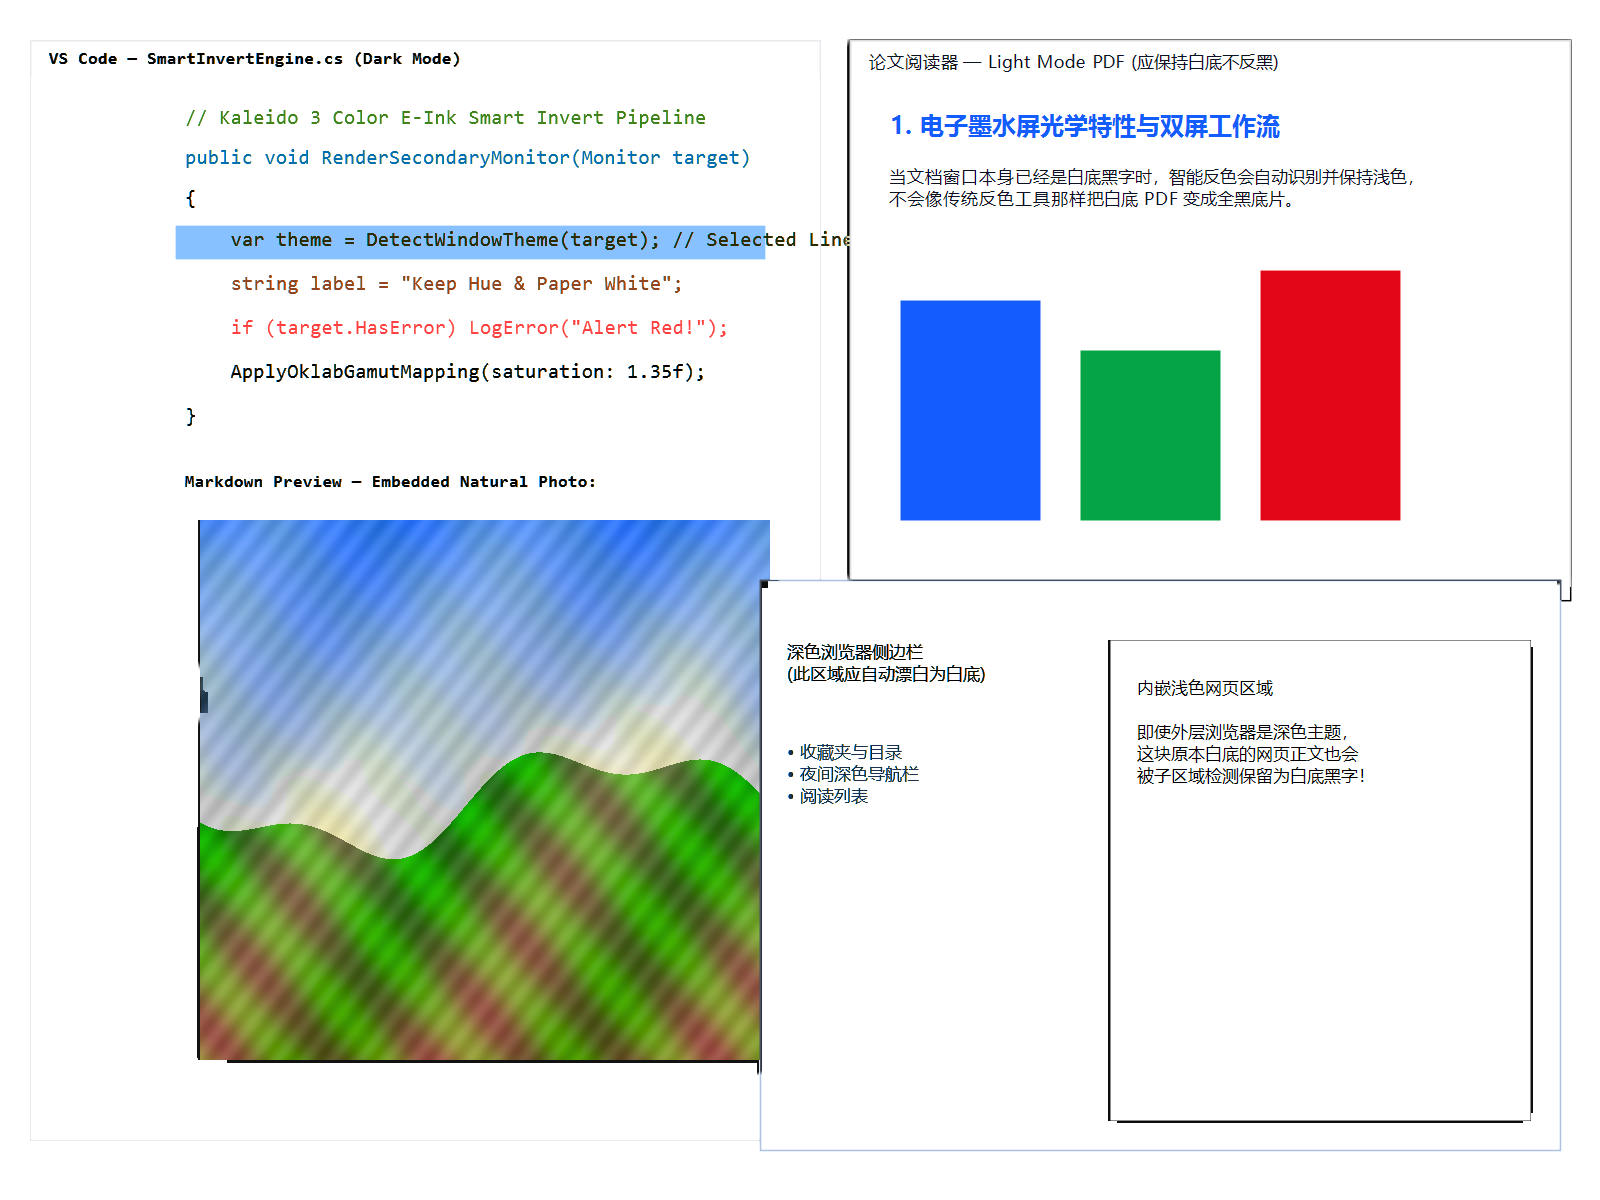 VS Code — SmartInvertEngine.cs (Dark Mode)
// Kaleido 3 Color E-Ink Smart Invert Pipeline
public void RenderSecondaryMonitor(Monitor target)
{
var theme = DetectWindowTheme(target); // Selected Line
string label = "Keep Hue & Paper White";
if (target.HasError) LogError("Alert Red!");
ApplyOklabGamutMapping(saturation: 1.35f);
}
Markdown Preview — Embedded Natural Photo:
论文阅读器 — Light Mode PDF (应保持白底不反黑)
1. 电子墨水屏光学特性与双屏工作流
当文档窗口本身已经是白底黑字时，智能反色会自动识别并保持浅色，
不会像传统反色工具那样把白底 PDF 变成全黑底片。
深色浏览器侧边栏
(此区域应自动漂白为白底)
• 收藏夹与目录
• 夜间深色导航栏
• 阅读列表
内嵌浅色网页区域
即使外层浏览器是深色主题，
这块原本白底的网页正文也会
被子区域检测保留为白底黑字！